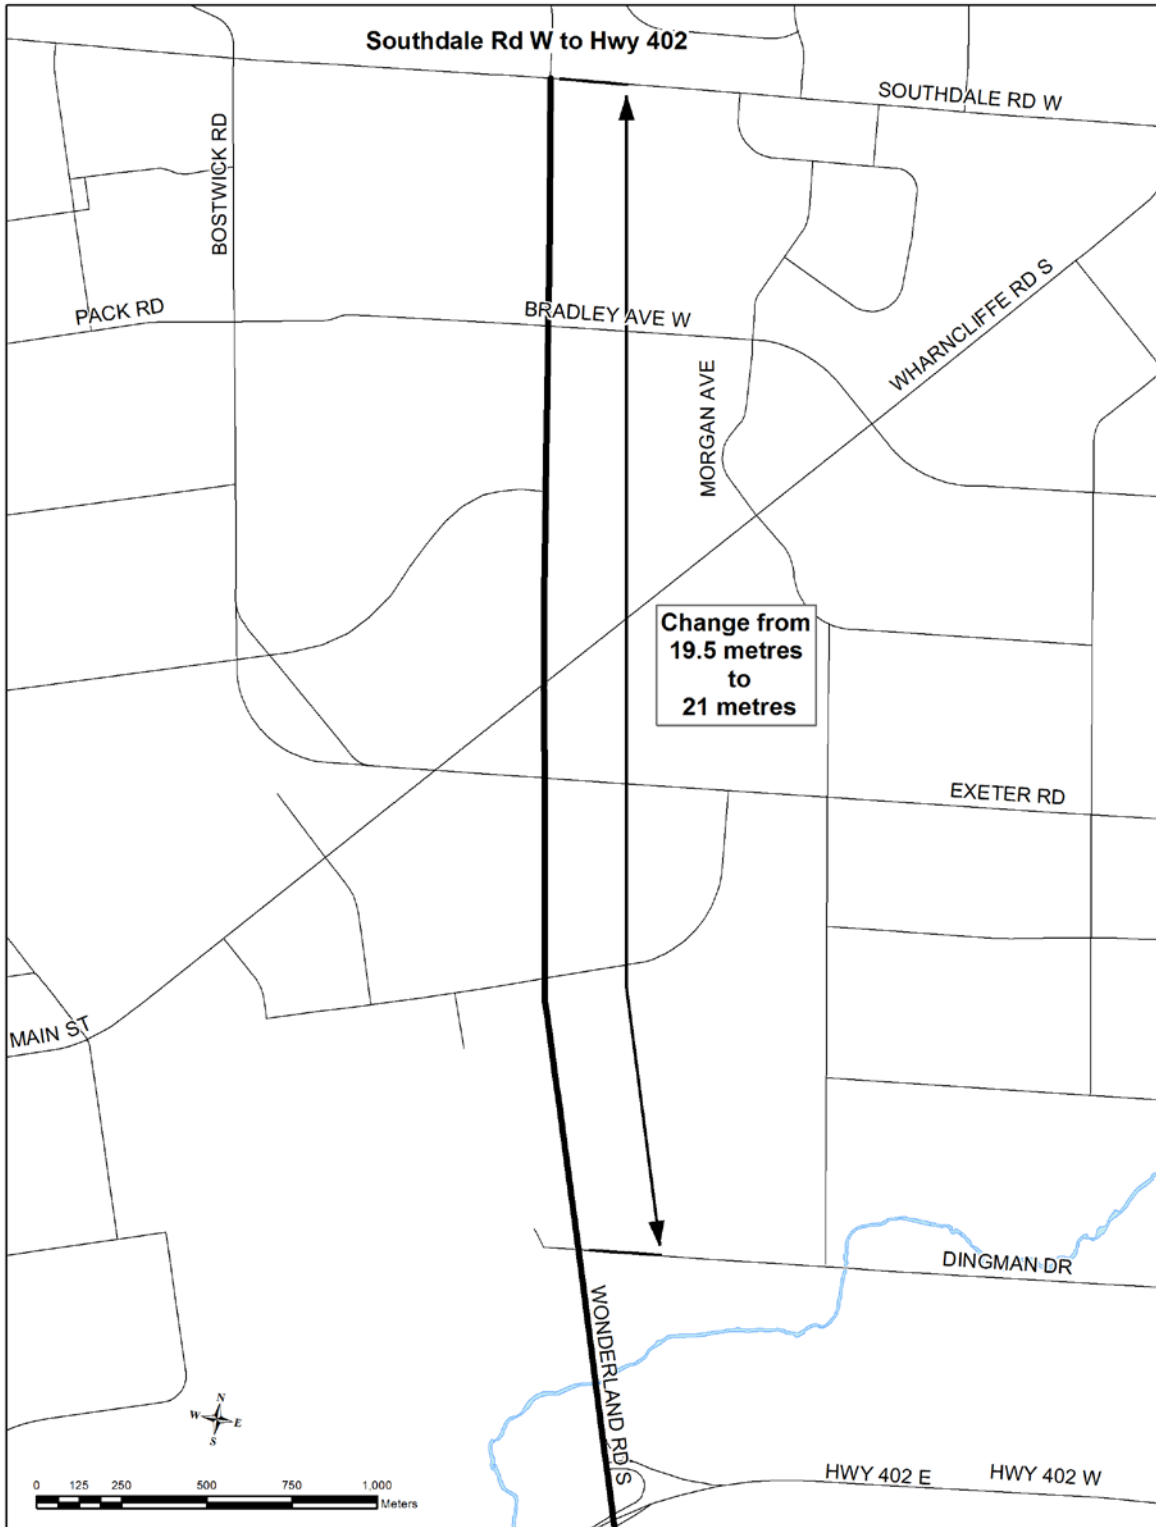 Southdale Rd W to Hwy 402
SOUTHDALE RD W
BOSTWICK RD
PACK RD
BRADLEY AVE W
WHARNCLIFFE RD S
MORGAN AVE
Change from
19.5 metres
to
21 metres
EXETER RD
MAIN ST
DINGMAN DR
WONDERLAND RD S
N
W E
S
HWY 402 E HWY 402 W
0 125 250 500 750 1,000
Meters